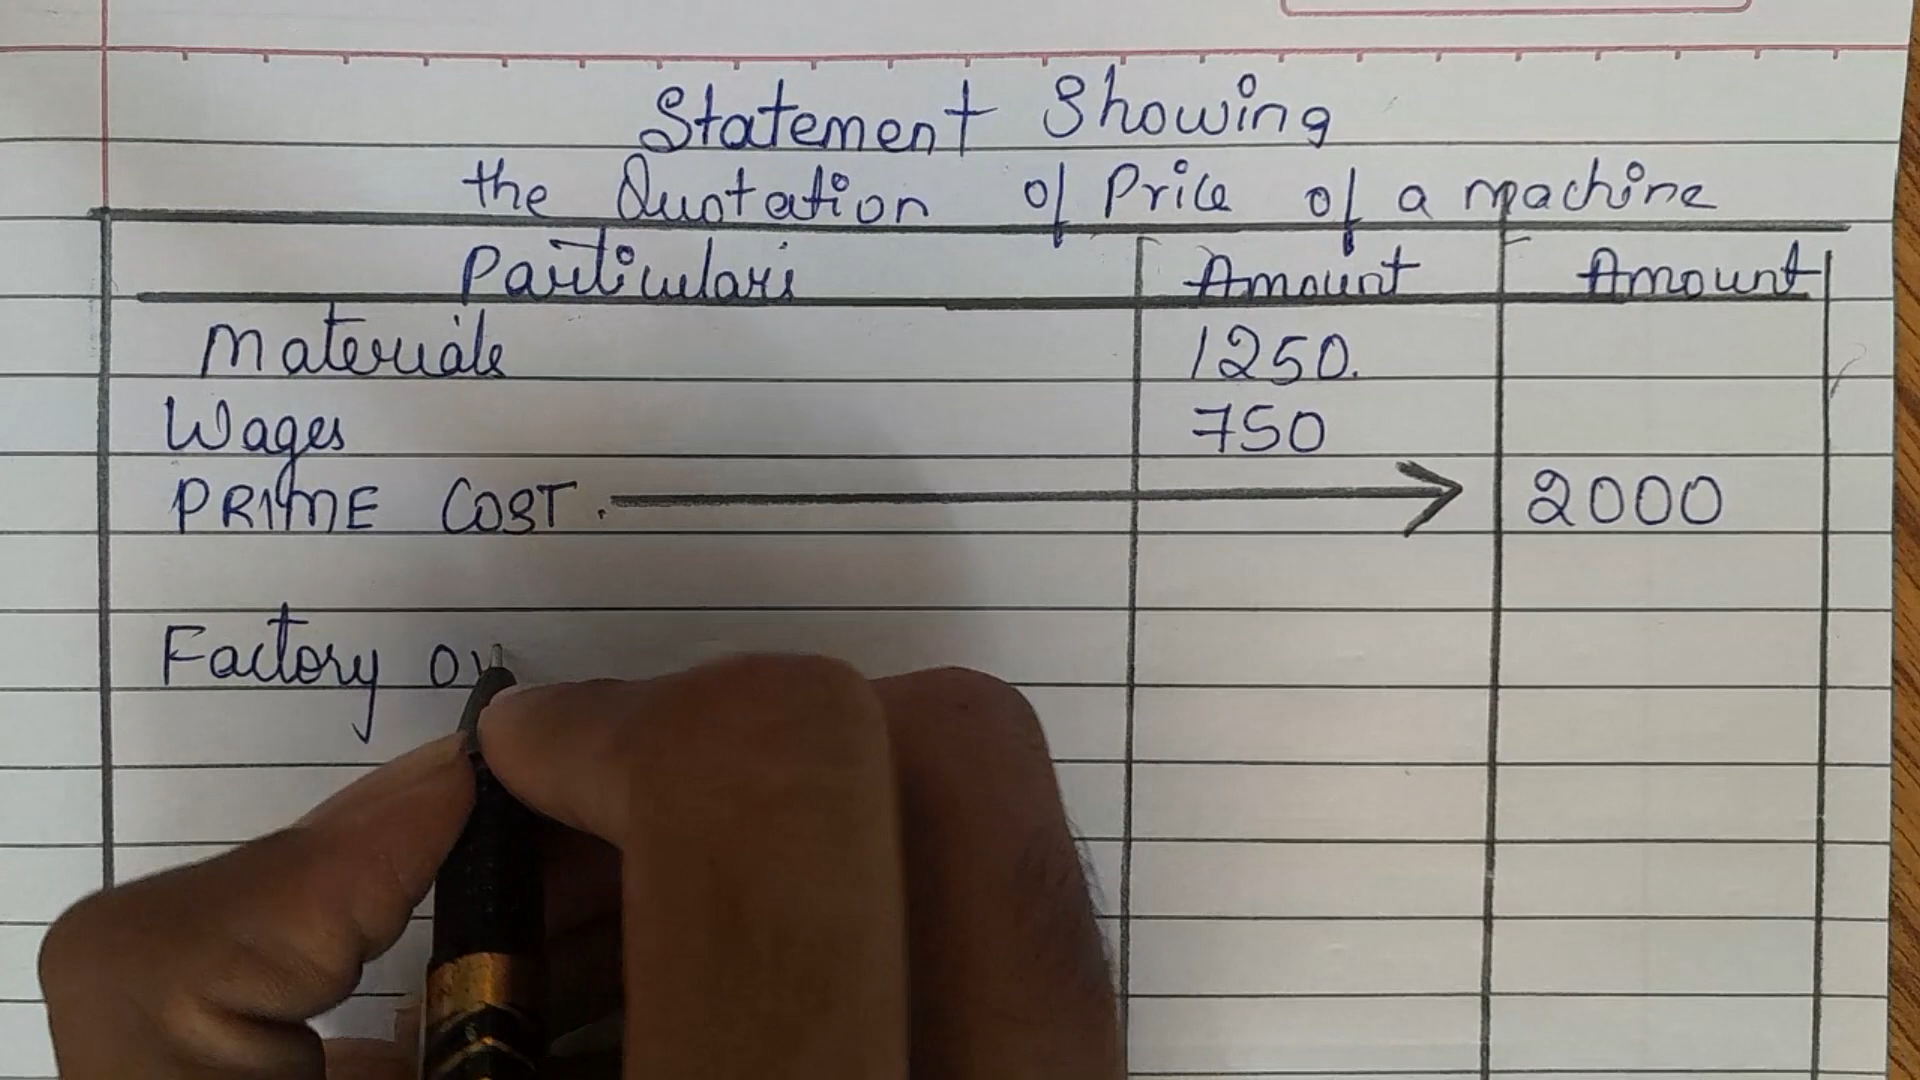 Statement Showing
the Quotation of Price of a machine
Particulars Amount Amount
Materials 1250.
Wages 750
PRIME COST. 2000
Factory ov